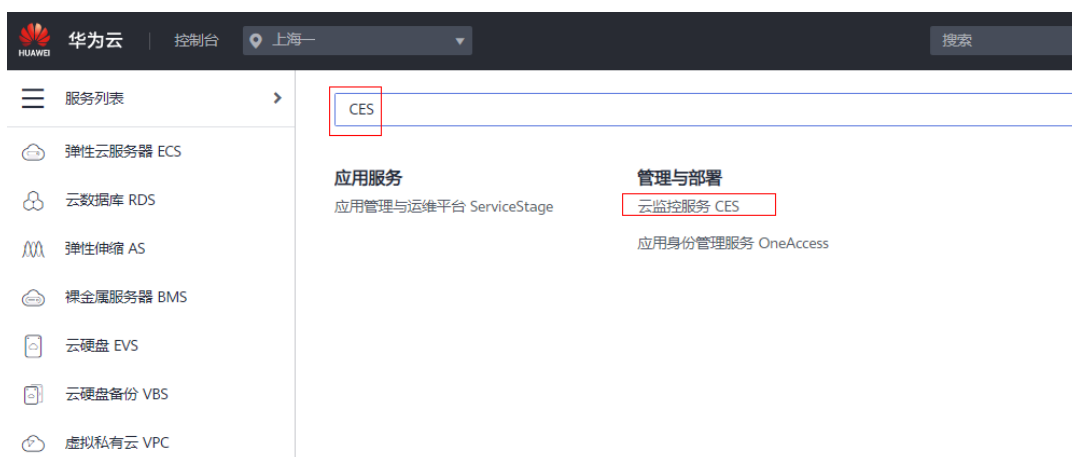 HUAWEI 华为云 控制台 上海一 搜索
服务列表
CES
弹性云服务器 ECS
云数据库 RDS
弹性伸缩 AS
裸金属服务器 BMS
云硬盘 EVS
云硬盘备份 VBS
虚拟私有云 VPC
应用服务
应用管理与运维平台 ServiceStage
管理与部署
云监控服务 CES
应用身份管理服务 OneAccess